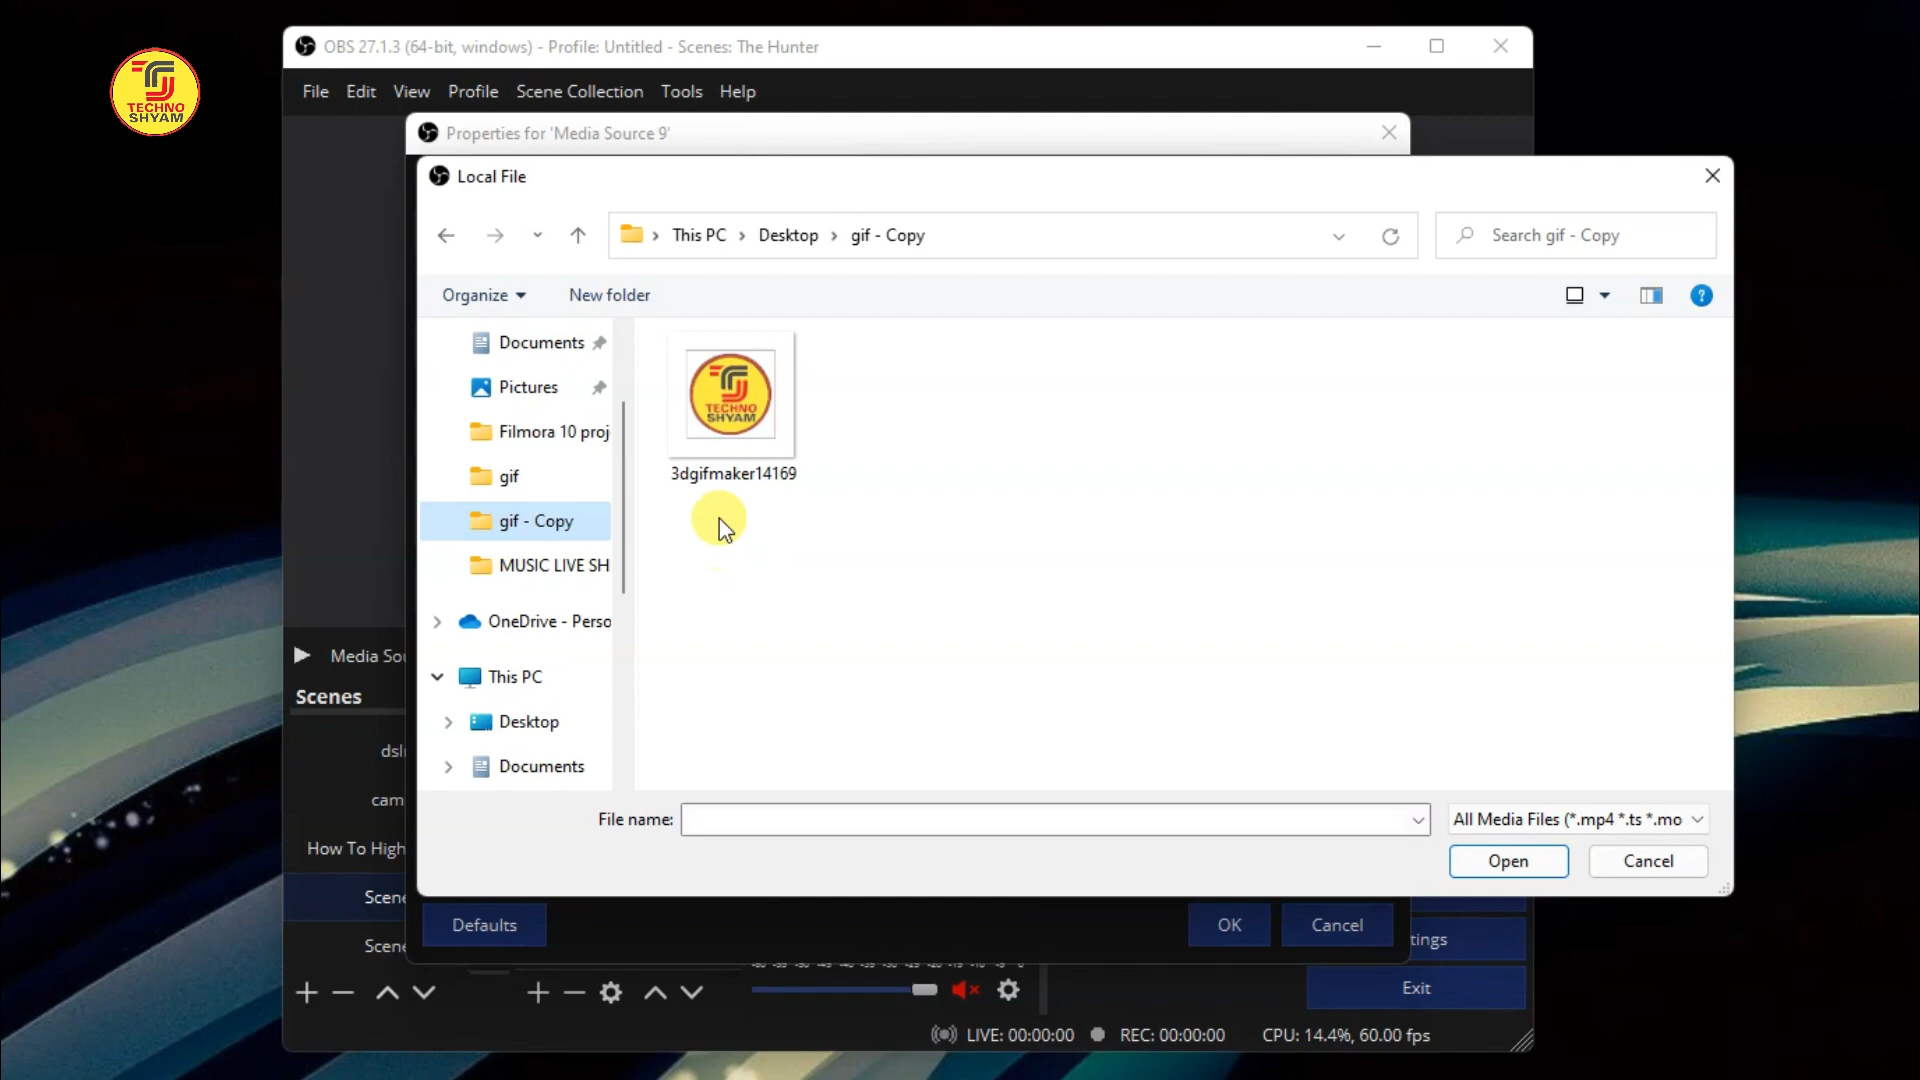 TECHNO
SHYAM
OBS 27.1.3 (64-bit, windows) - Profile: Untitled - Scenes: The Hunter
File Edit View Profile Scene Collection Tools Help
Properties for 'Media Source 9'
Local File
This PC > Desktop > gif - Copy
Search gif - Copy
Organize New folder
Documents
Pictures
Filmora 10 proj
gif
gif - Copy
MUSIC LIVE SH
OneDrive - Perso
This PC
Desktop
Documents
TECHNO
SHYAM
3dgifmaker14169
File name:
All Media Files (*.mp4 *.ts *.mo
Open Cancel
Media Sou
Scenes
dsl
cam
How To High
Scene
Scene
Defaults OK Cancel
tings
Exit
LIVE: 00:00:00 REC: 00:00:00 CPU: 14.4%, 60.00 fps